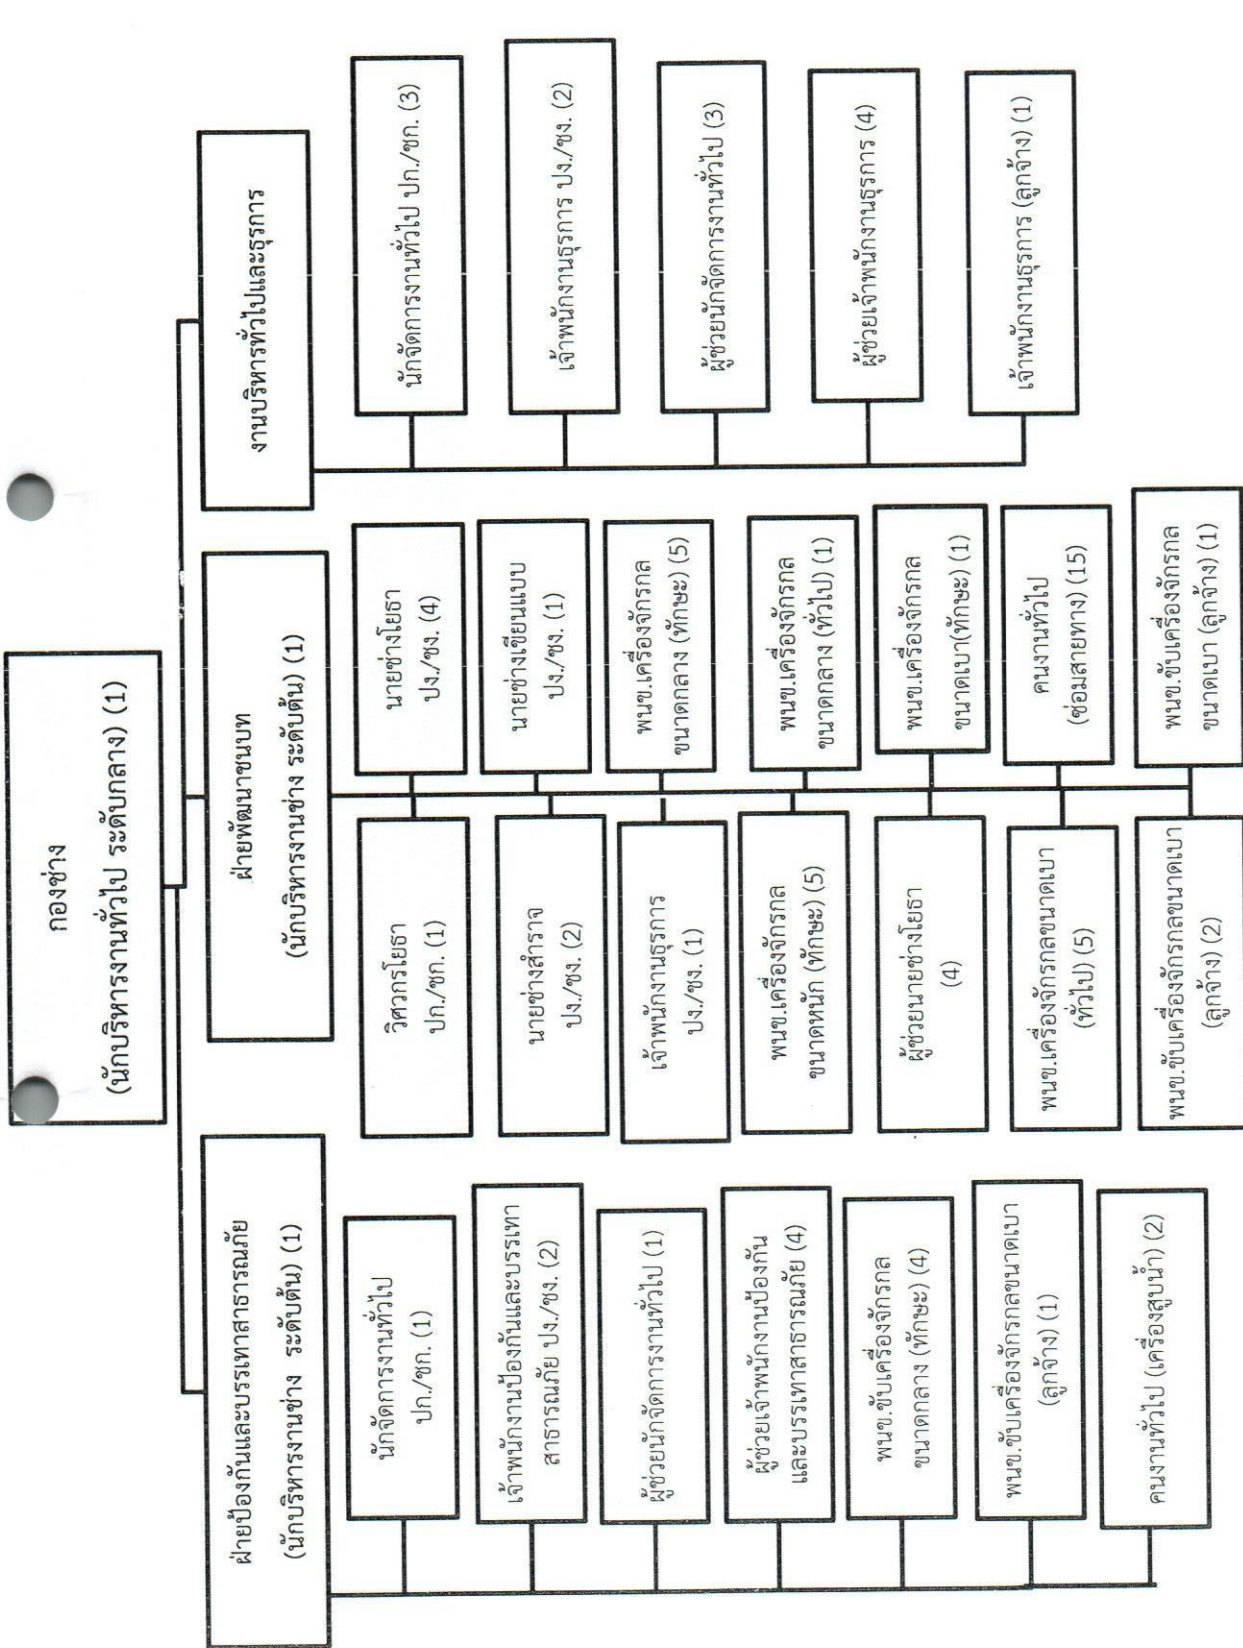 กองช่าง
(นักบริหารงานทั่วไป ระดับกลาง) (1)
ฝ่ายป้องกันและบรรเทาสาธารณภัย
(นักบริหารงานช่าง ระดับต้น) (1)
นักจัดการงานทั่วไป
ปก./ชก. (1)
เจ้าพนักงานป้องกันและบรรเทา
สาธารณภัย ปง./ชง. (2)
ผู้ช่วยนักจัดการงานทั่วไป (1)
ผู้ช่วยเจ้าพนักงานป้องกัน
และบรรเทาสาธารณภัย (4)
พนข.ขับเครื่องจักรกล
ขนาดกลาง (ทักษะ) (4)
พนข.ขับเครื่องจักรกลขนาดเบา
(ลูกจ้าง) (1)
คนงานทั่วไป (เครื่องสูบน้ำ) (2)
ฝ่ายพัฒนาชนบท
(นักบริหารงานช่าง ระดับต้น) (1)
วิศวกรโยธา
ปก./ชก. (1)
นายช่างสำรวจ
ปง./ชง. (2)
เจ้าพนักงานธุรการ
ปง./ชง. (1)
พนข.เครื่องจักรกล
ขนาดหนัก (ทักษะ) (5)
ผู้ช่วยนายช่างโยธา
(4)
พนข.เครื่องจักรกลขนาดเบา
(ทั่วไป) (5)
พนข.ขับเครื่องจักรกลขนาดเบา
(ลูกจ้าง) (2)
นายช่างโยธา
ปง./ชง. (4)
นายช่างเขียนแบบ
ปง./ชง. (1)
พนข.เครื่องจักรกล
ขนาดกลาง (ทักษะ) (5)
พนข.เครื่องจักรกล
ขนาดกลาง (ทั่วไป) (1)
พนข.เครื่องจักรกล
ขนาดเบา(ทักษะ) (1)
คนงานทั่วไป
(ซ่อมสายทาง) (15)
พนข.ขับเครื่องจักรกล
ขนาดเบา (ลูกจ้าง) (1)
งานบริหารทั่วไปและธุรการ
นักจัดการงานทั่วไป ปก./ชก. (3)
เจ้าพนักงานธุรการ ปง./ชง. (2)
ผู้ช่วยนักจัดการงานทั่วไป (3)
ผู้ช่วยเจ้าพนักงานธุรการ (4)
เจ้าพนักงานธุรการ (ลูกจ้าง) (1)